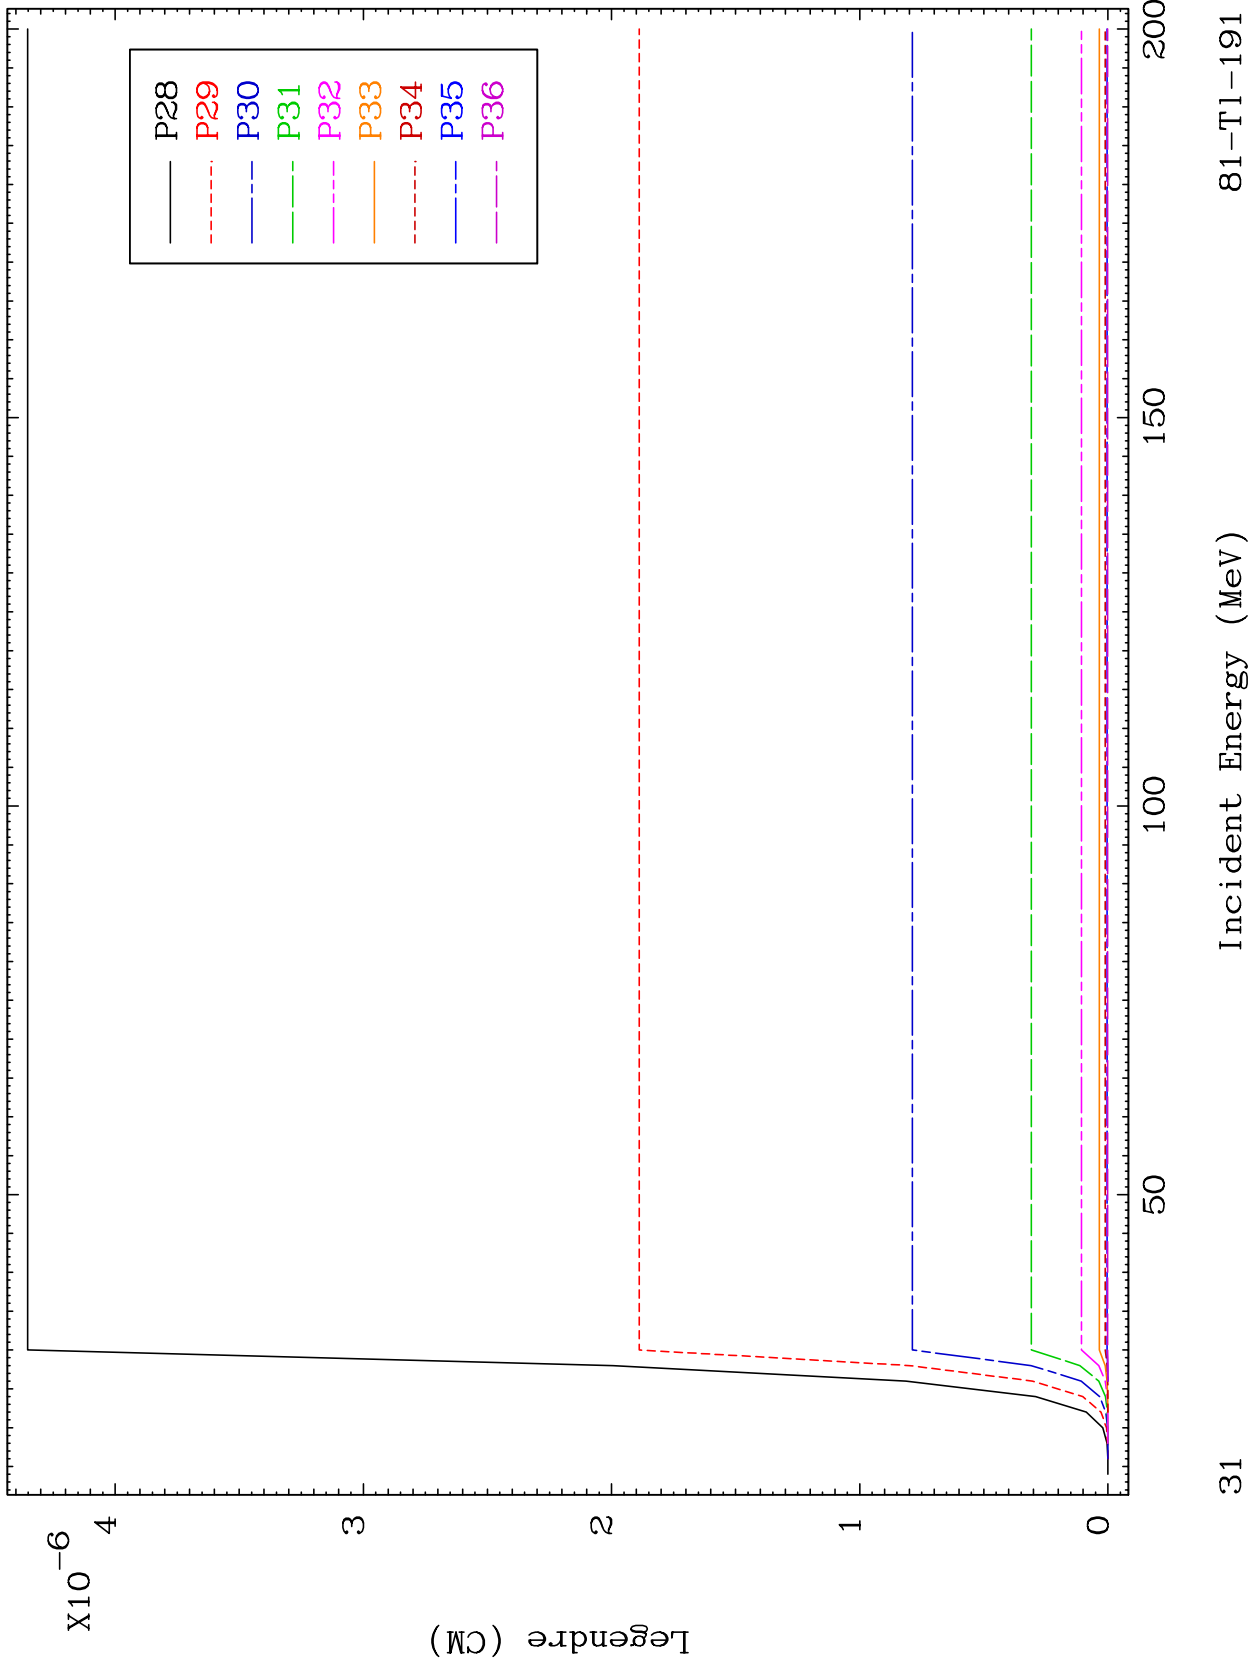 X10-6
4
3
2
1
0
Legendre (CM)
P28
P29
P30
P31
P32
P33
P34
P35
P36
50
100
150
200
31
Incident Energy (MeV)
81-Tl-191